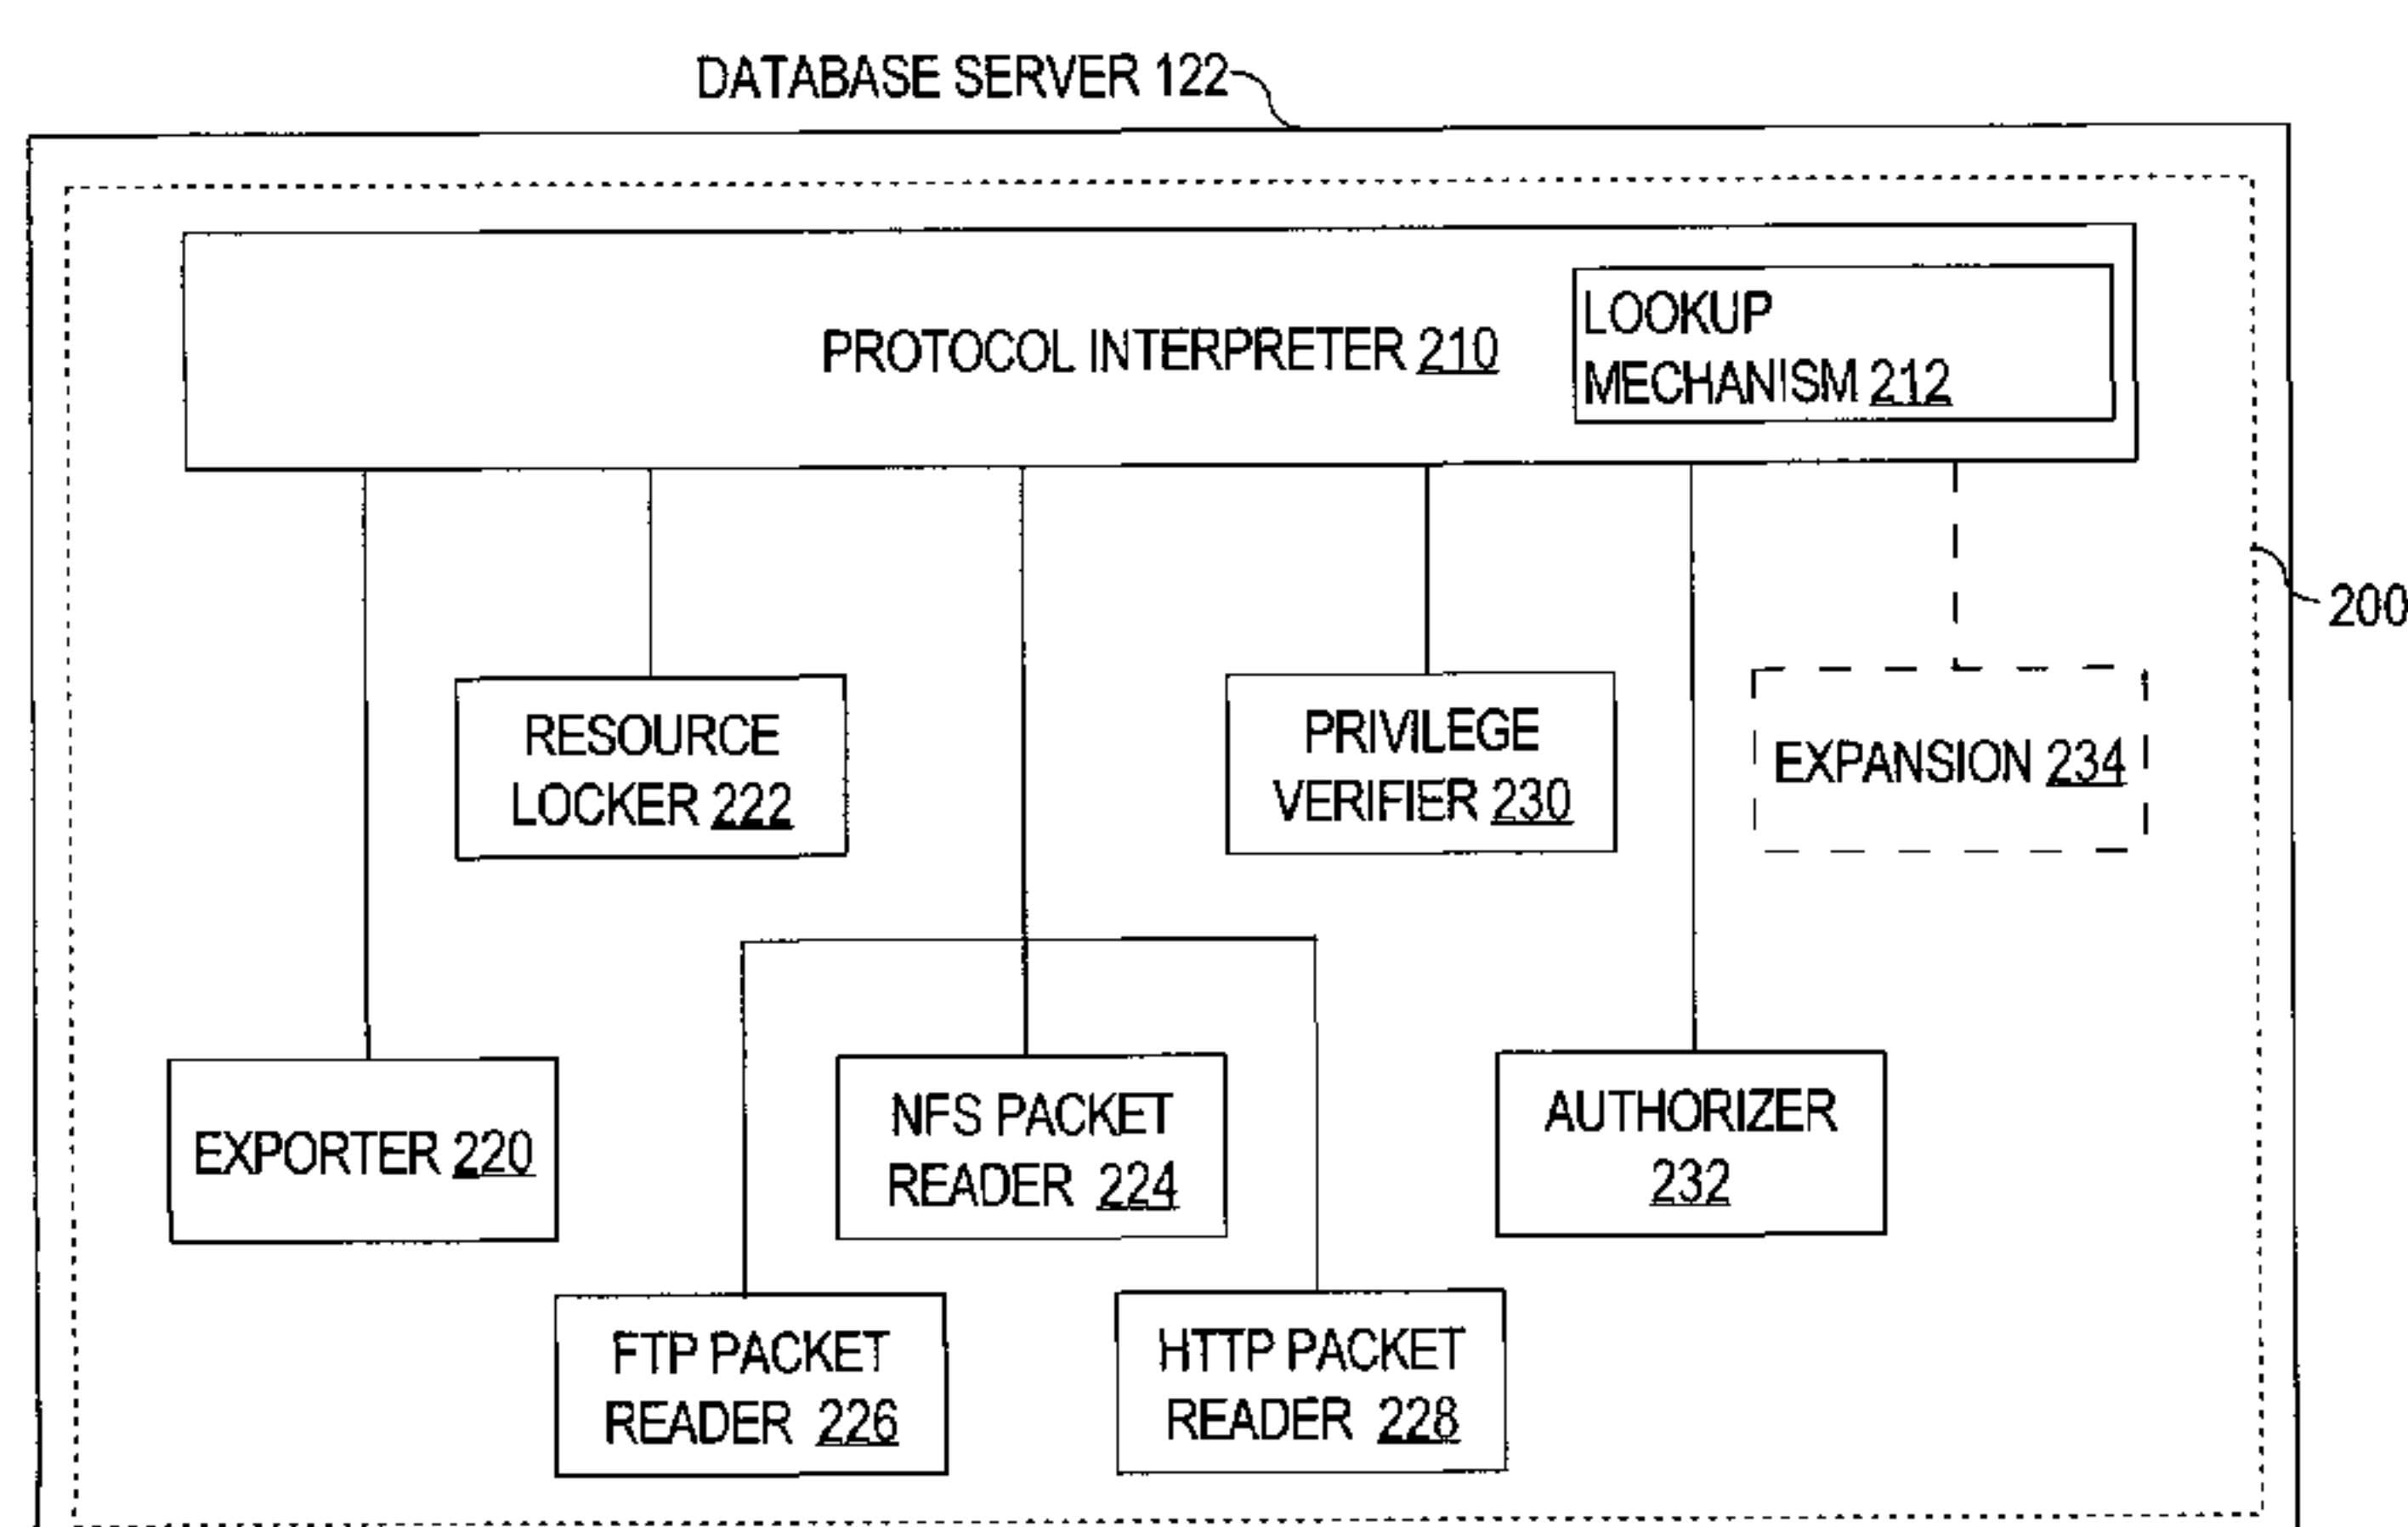 DATABASE SERVER 122
PROTOCOL INTERPRETER 210
LOOKUP
MECHANISM 212
200
RESOURCE
LOCKER 222
PRIVILEGE
VERIFIER 230
EXPANSION 234
EXPORTER 220
NFS PACKET
READER 224
AUTHORIZER
232
FTP PACKET
READER 226
HTTP PACKET
READER 228